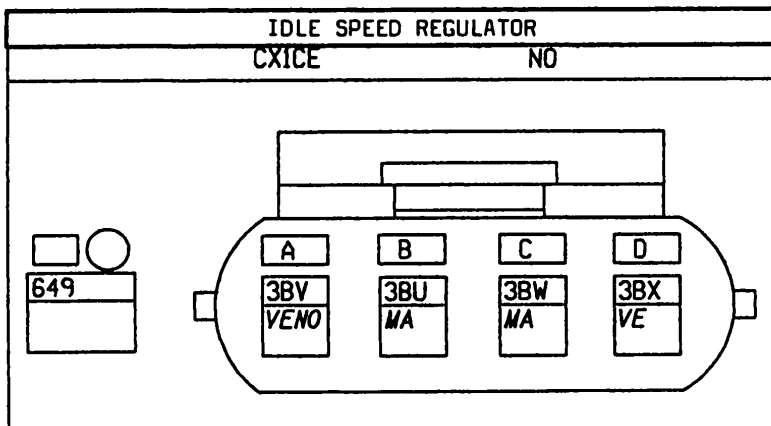 IDLE SPEED REGULATOR
CXICE NO
A B C D
649 3BV 3BU 3BW 3BX
VENO MA MA VE